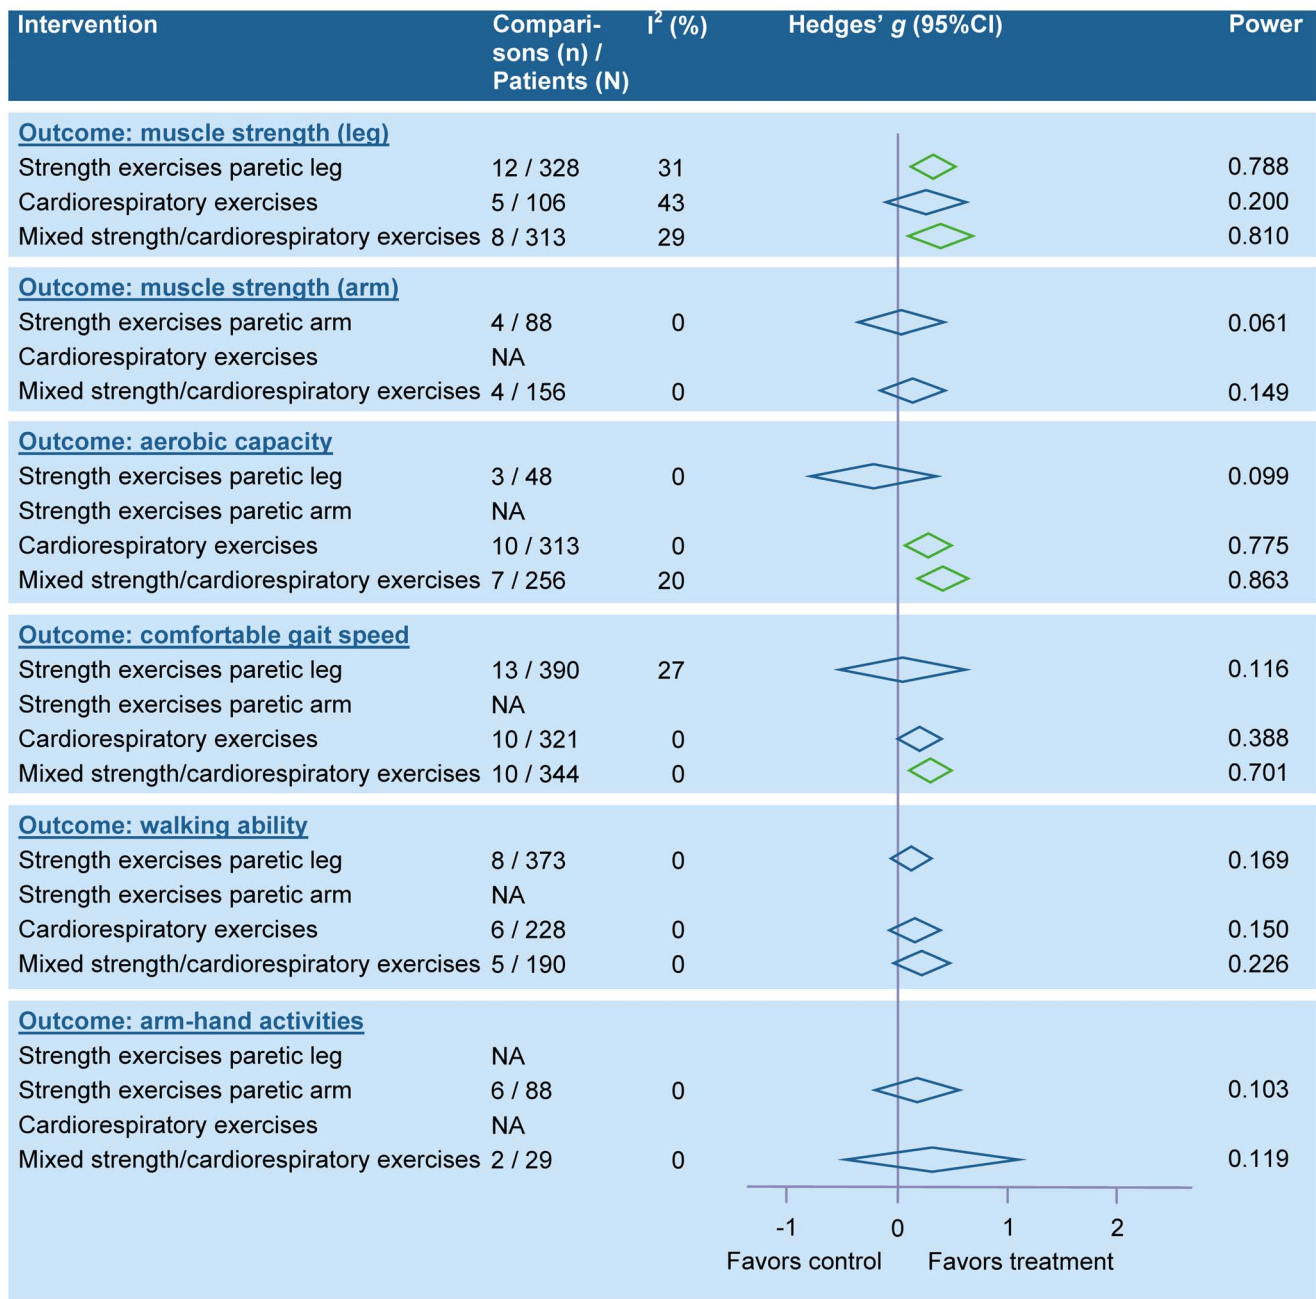 Intervention Compari- I² (%) Hedges’ g (95%CI) Power
sons (n) /
Patients (N)
Outcome: muscle strength (leg)
Strength exercises paretic leg 12 / 328 31 0.788
Cardiorespiratory exercises 5 / 106 43 0.200
Mixed strength/cardiorespiratory exercises 8 / 313 29 0.810
Outcome: muscle strength (arm)
Strength exercises paretic arm 4 / 88 0 0.061
Cardiorespiratory exercises NA
Mixed strength/cardiorespiratory exercises 4 / 156 0 0.149
Outcome: aerobic capacity
Strength exercises paretic leg 3 / 48 0 0.099
Strength exercises paretic arm NA
Cardiorespiratory exercises 10 / 313 0 0.775
Mixed strength/cardiorespiratory exercises 7 / 256 20 0.863
Outcome: comfortable gait speed
Strength exercises paretic leg 13 / 390 27 0.116
Strength exercises paretic arm NA
Cardiorespiratory exercises 10 / 321 0 0.388
Mixed strength/cardiorespiratory exercises 10 / 344 0 0.701
Outcome: walking ability
Strength exercises paretic leg 8 / 373 0 0.169
Strength exercises paretic arm NA
Cardiorespiratory exercises 6 / 228 0 0.150
Mixed strength/cardiorespiratory exercises 5 / 190 0 0.226
Outcome: arm-hand activities
Strength exercises paretic leg NA
Strength exercises paretic arm 6 / 88 0 0.103
Cardiorespiratory exercises NA
Mixed strength/cardiorespiratory exercises 2 / 29 0 0.119
-1 0 1 2
Favors control Favors treatment